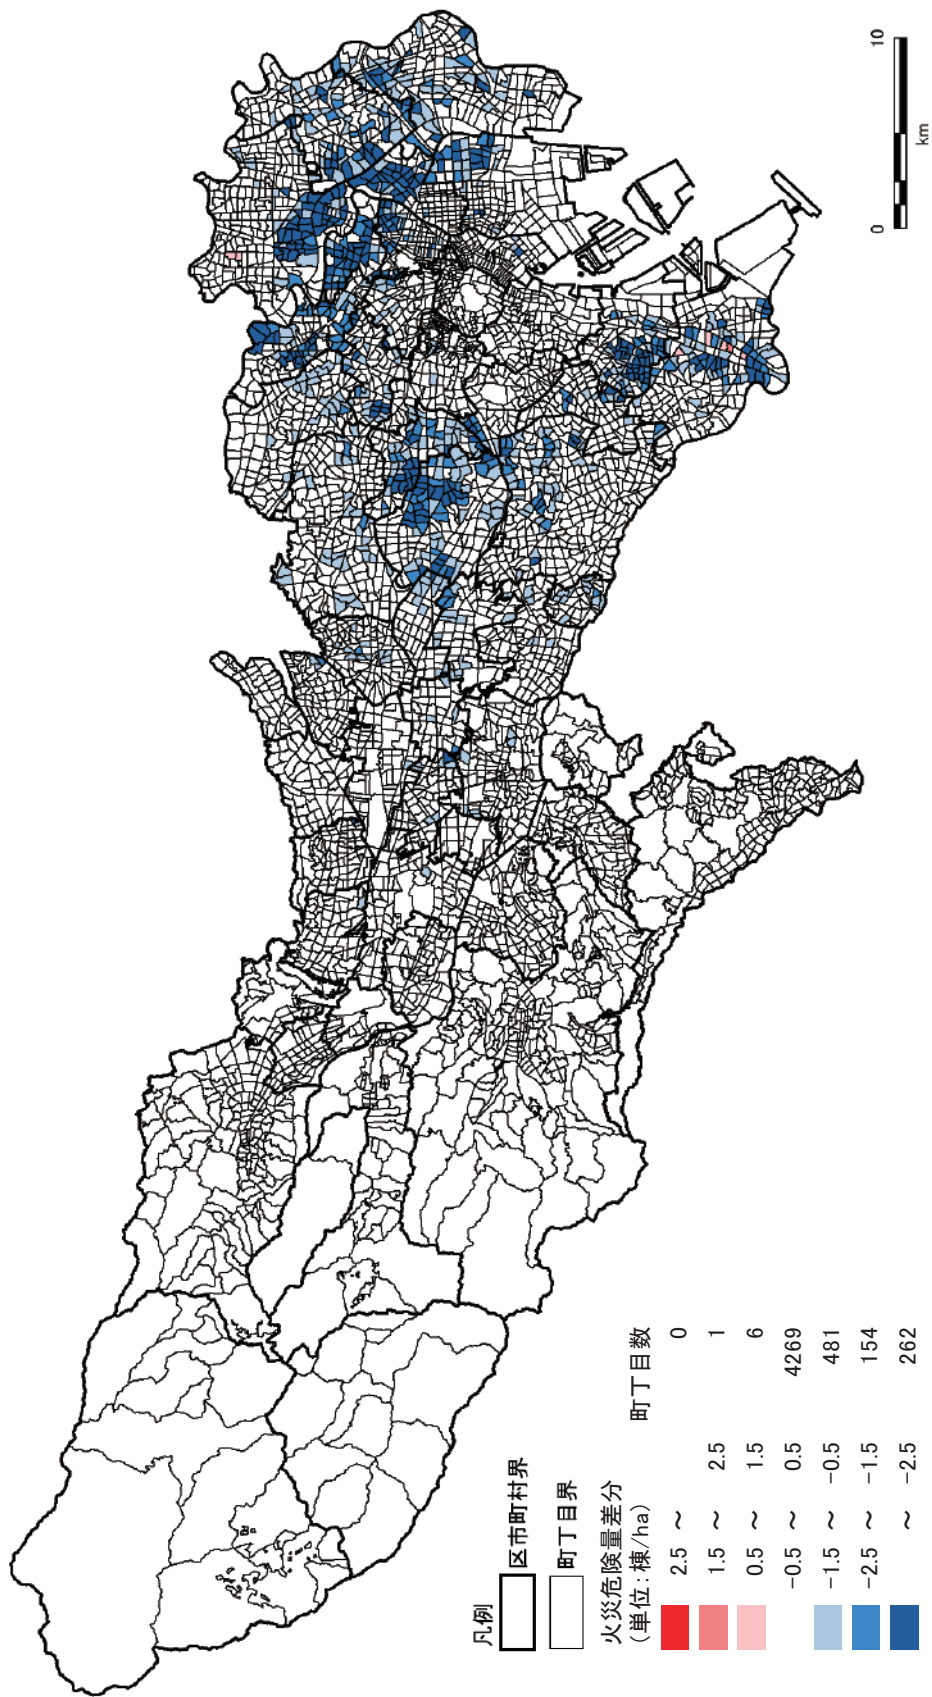 凡例
区市町村界
町丁目界
火災危険量差分
(単位:棟/ha) 町丁目数
2.5 ～ 0
1.5 ～ 2.5 1
0.5 ～ 1.5 6
-0.5 ～ 0.5 4269
-1.5 ～ -0.5 481
-2.5 ～ -1.5 154
～ -2.5 262
0 10
km